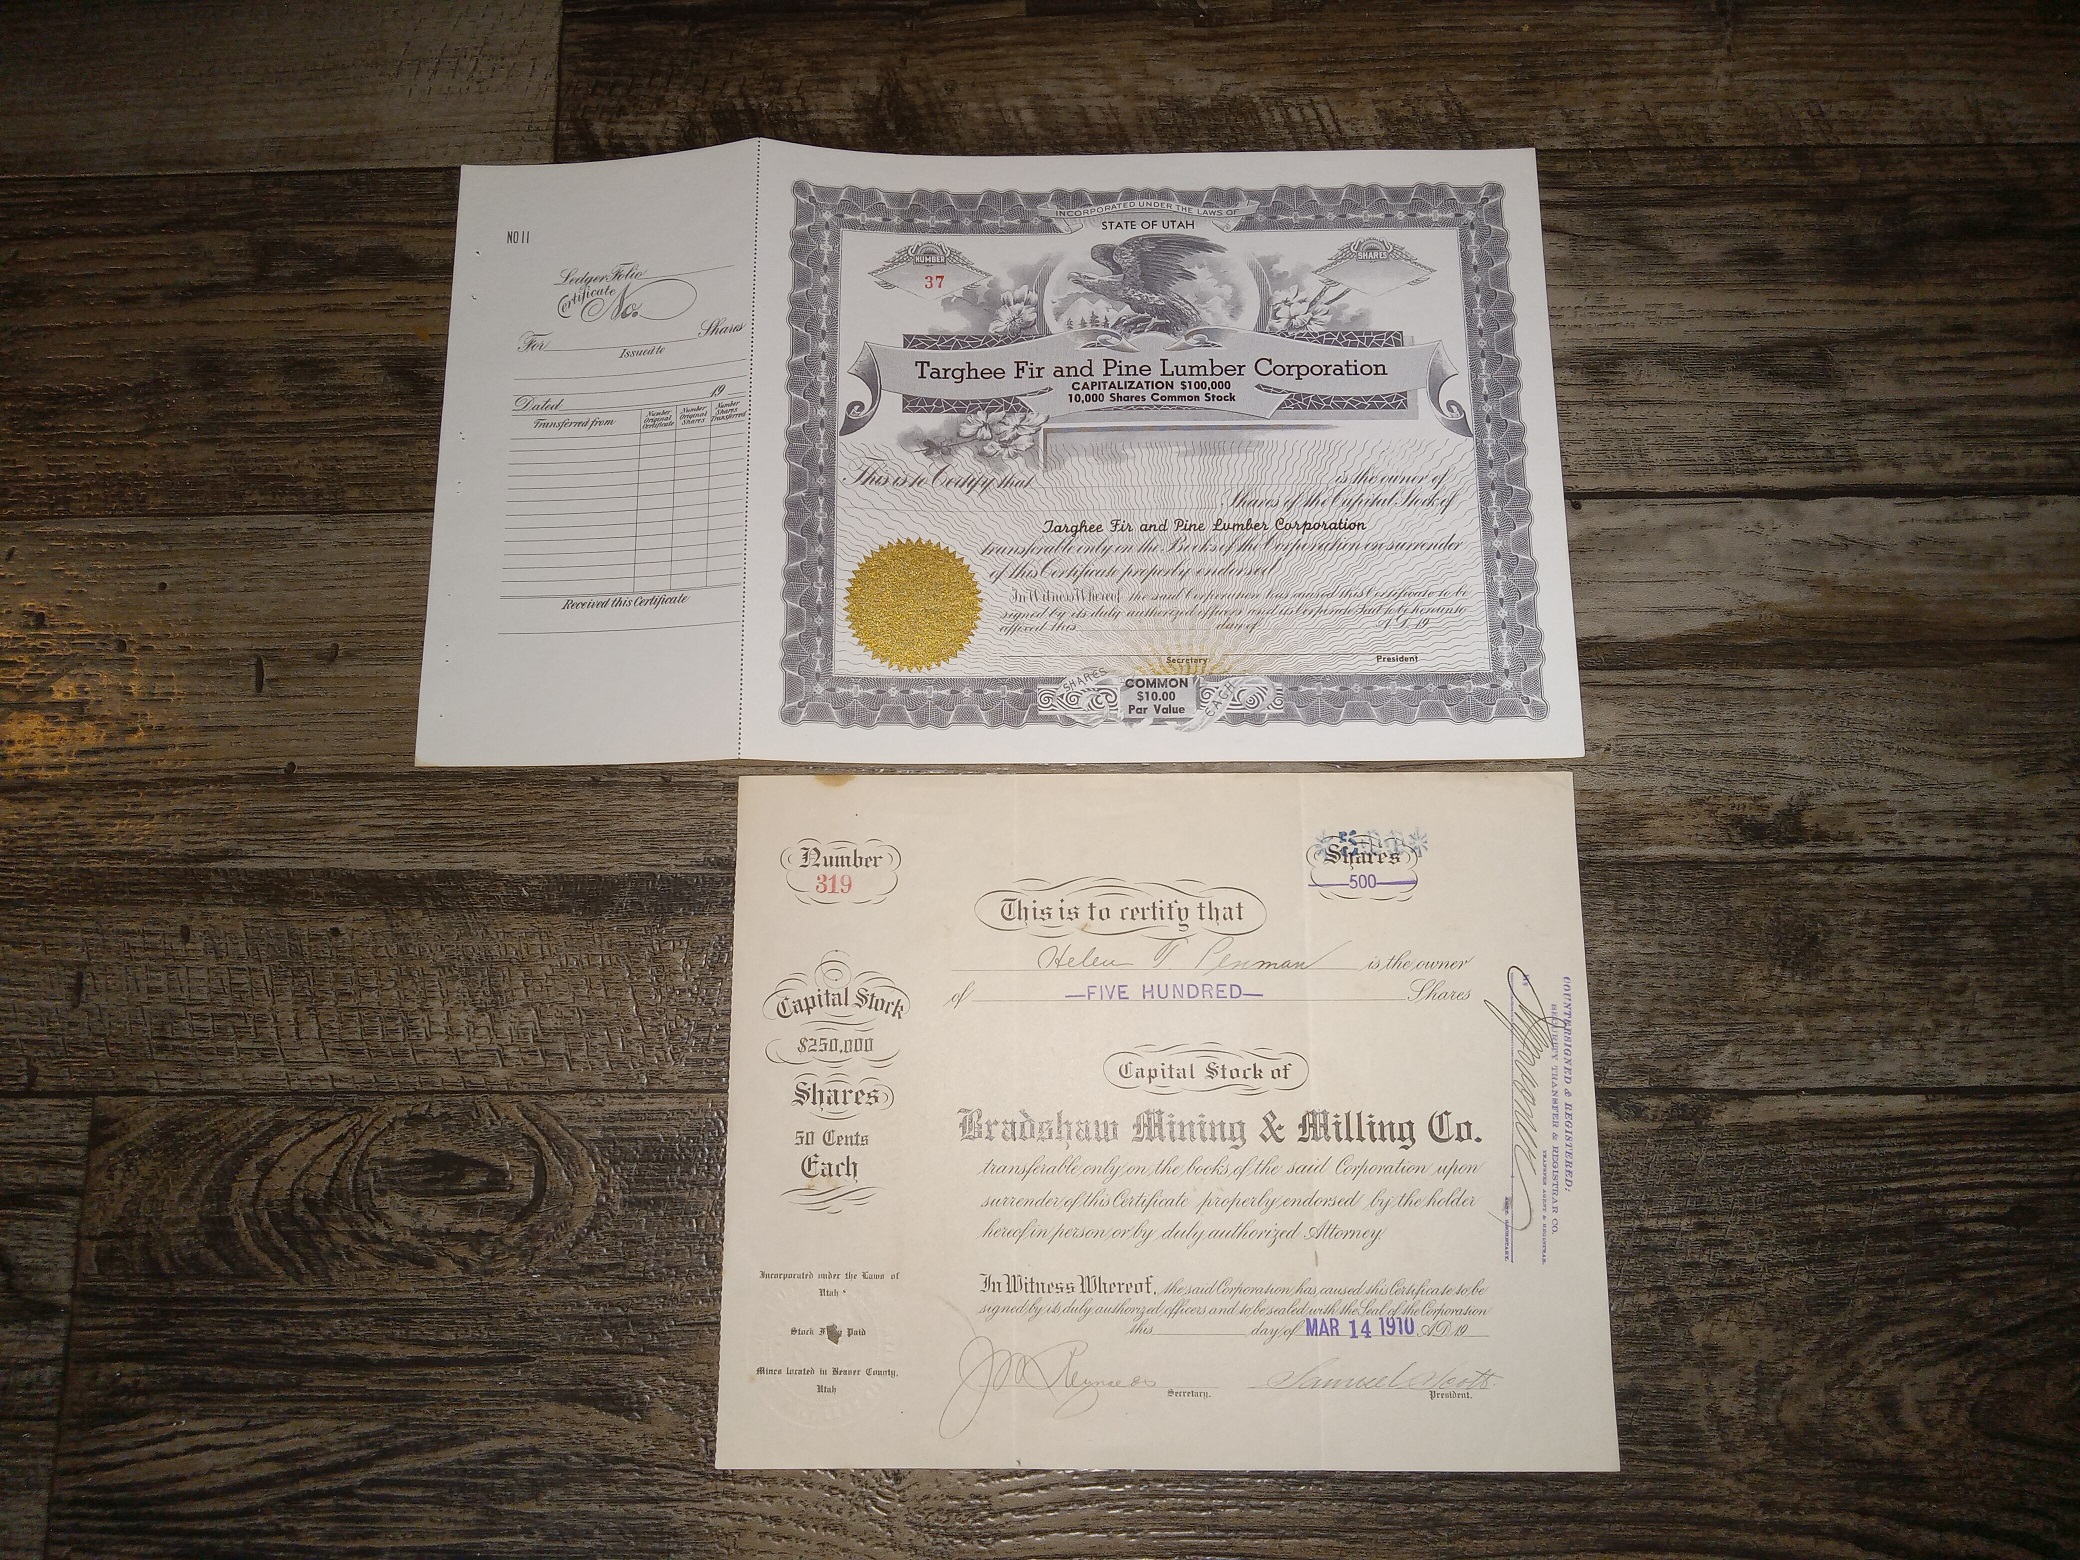 NO 11
Ledger Folio
Certificate No.
For Shares
Issued to
Dated 19
Transferred from
Number Original Certificate
Number Original Shares
Number Shares Transferred
Received this Certificate
INCORPORATED UNDER THE LAWS OF
STATE OF UTAH
NUMBER
37
SHARES
Targhee Fir and Pine Lumber Corporation
CAPITALIZATION $100,000
10,000 Shares Common Stock
This is to Certify that is the owner of
Shares of the Capital Stock of
Targhee Fir and Pine Lumber Corporation
transferable only on the Books of the Corporation on surrender
of this Certificate properly endorsed
In Witness Whereof, the said Corporation has caused this Certificate to be
signed by its duly authorized officers and its Corporate Seal to be hereunto
affixed this day of A.D. 19
Secretary President
SHARES EACH
COMMON
$10.00
Par Value
Number
319
Shares
500
This is to certify that
Helen T. Penman is the owner
of —FIVE HUNDRED— Shares
Capital Stock
$250,000
Shares
50 Cents
Each
Capital Stock of
Bradshaw Mining & Milling Co.
transferable only on the books of the said Corporation upon
surrender of this Certificate properly endorsed by the holder
hereof in person or by duly authorized Attorney.
Incorporated under the Laws of
Utah
Stock Fully Paid
Mines located in Beaver County,
Utah
In Witness Whereof, the said Corporation has caused this Certificate to be
signed by its duly authorized officers and to be sealed with the Seal of the Corporation
this day of MAR 14 1910 A.D. 19
Secretary.
Samuel President.
COUNTERSIGNED & REGISTERED:
TRANSFER & REGISTRAR CO.
TRANSFER AGENT & REGISTRAR.
SECRETARY.